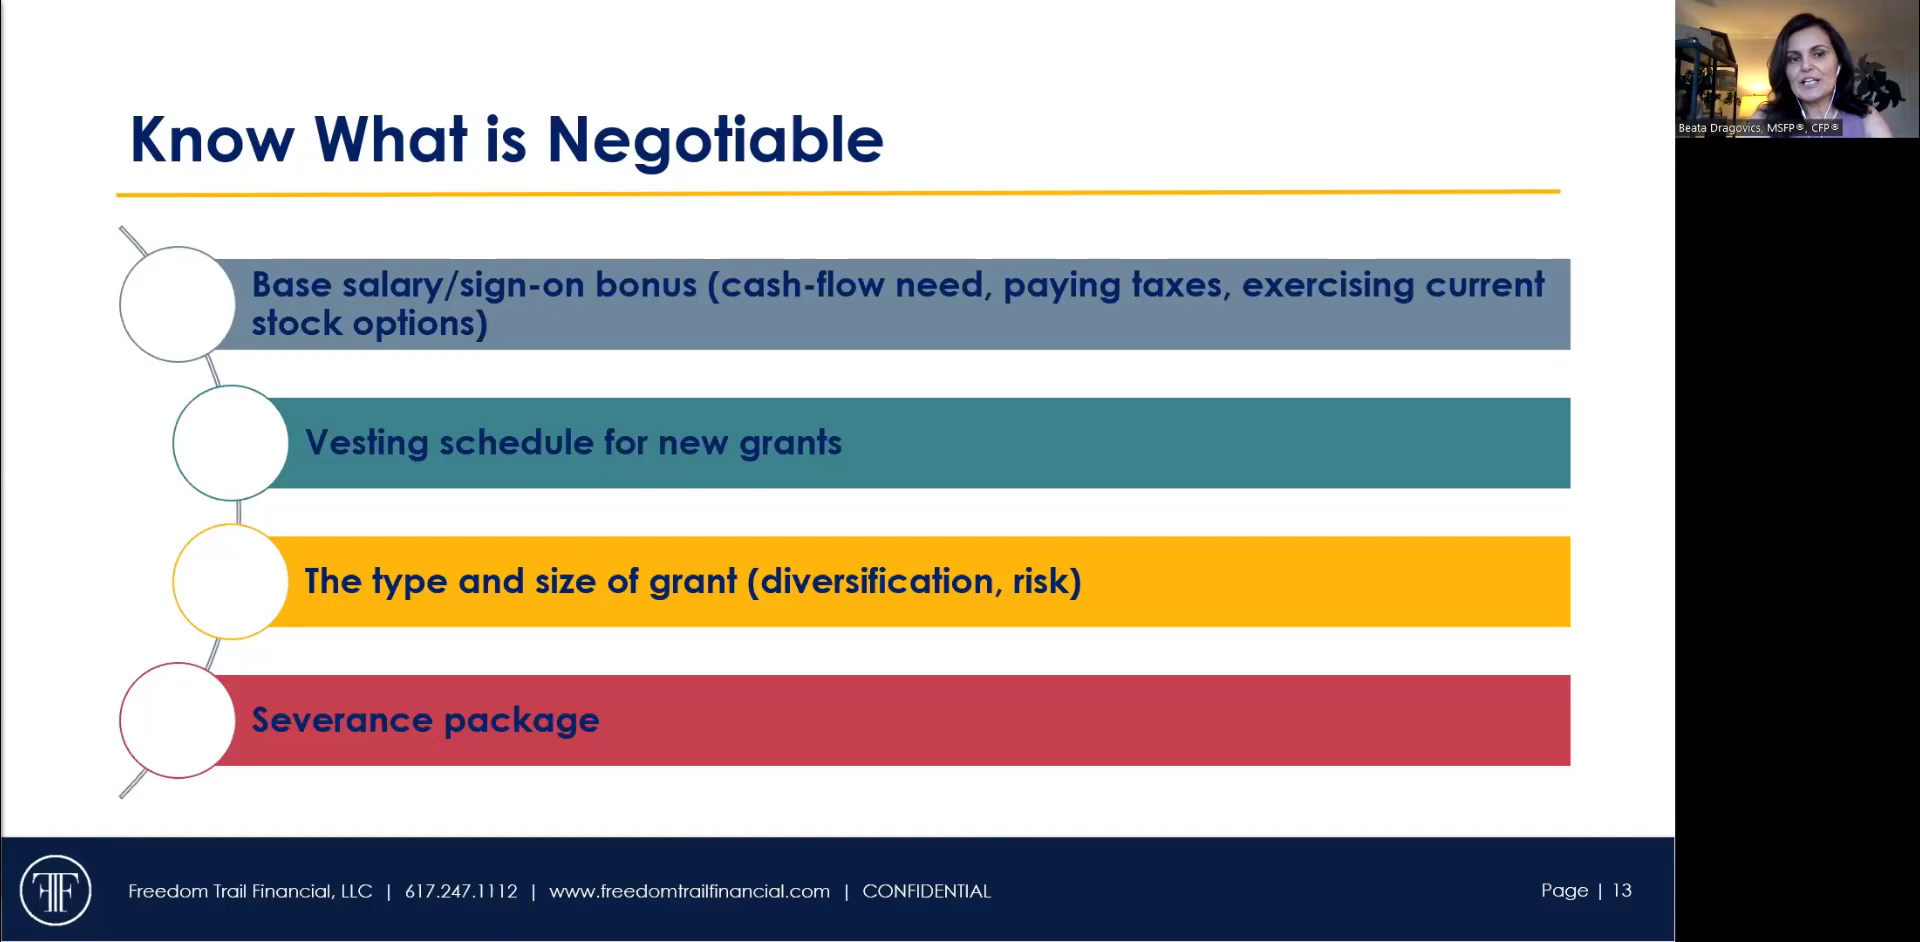 Know What is Negotiable
Beata Dragovics, MSFP®, CFP®
Base salary/sign-on bonus (cash-flow need, paying taxes, exercising current
stock options)
Vesting schedule for new grants
The type and size of grant (diversification, risk)
Severance package
Freedom Trail Financial, LLC | 617.247.1112 | www.freedomtrailfinancial.com | CONFIDENTIAL
Page | 13